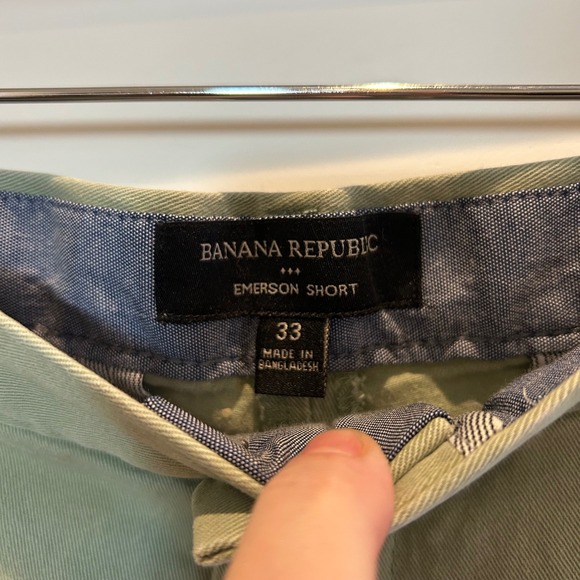 BANANA REPUBLIC
EMERSON SHORT
33
MADE IN
BANGLADESH